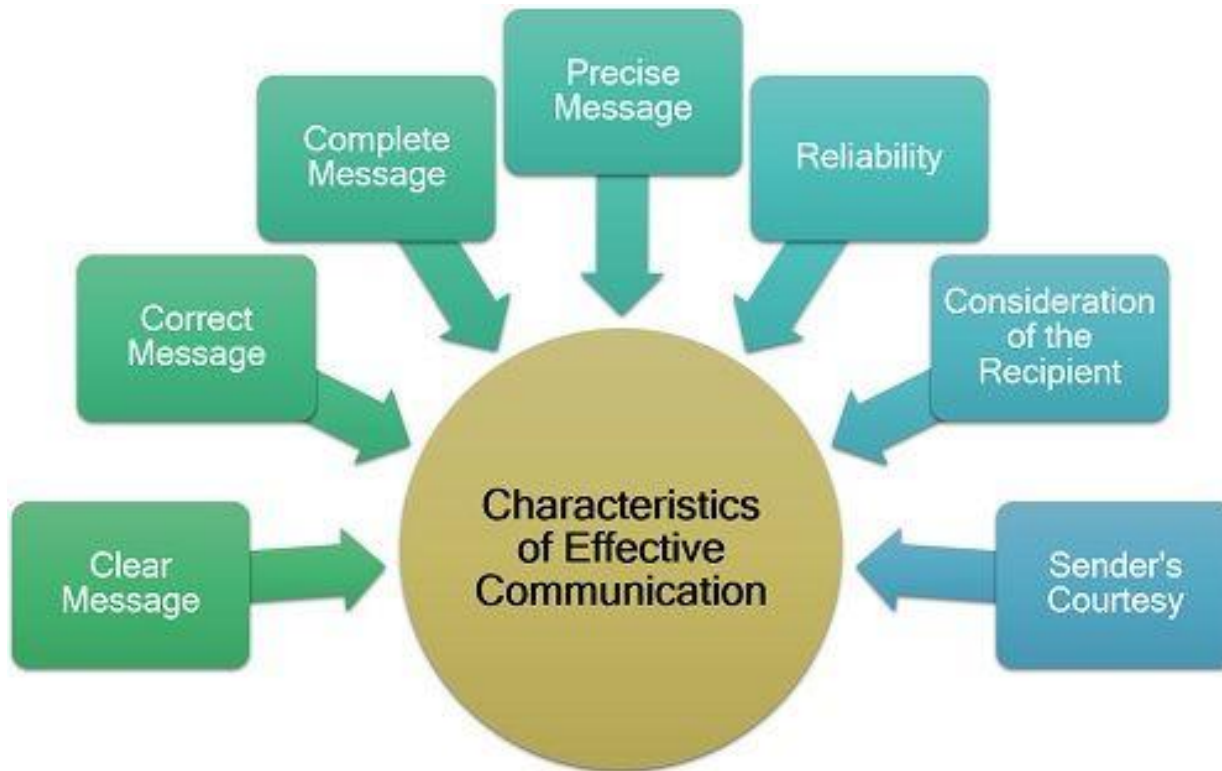 Clear
Message
Correct
Message
Complete
Message
Precise
Message
Reliability
Consideration
of the
Recipient
Sender's
Courtesy
Characteristics
of Effective
Communication